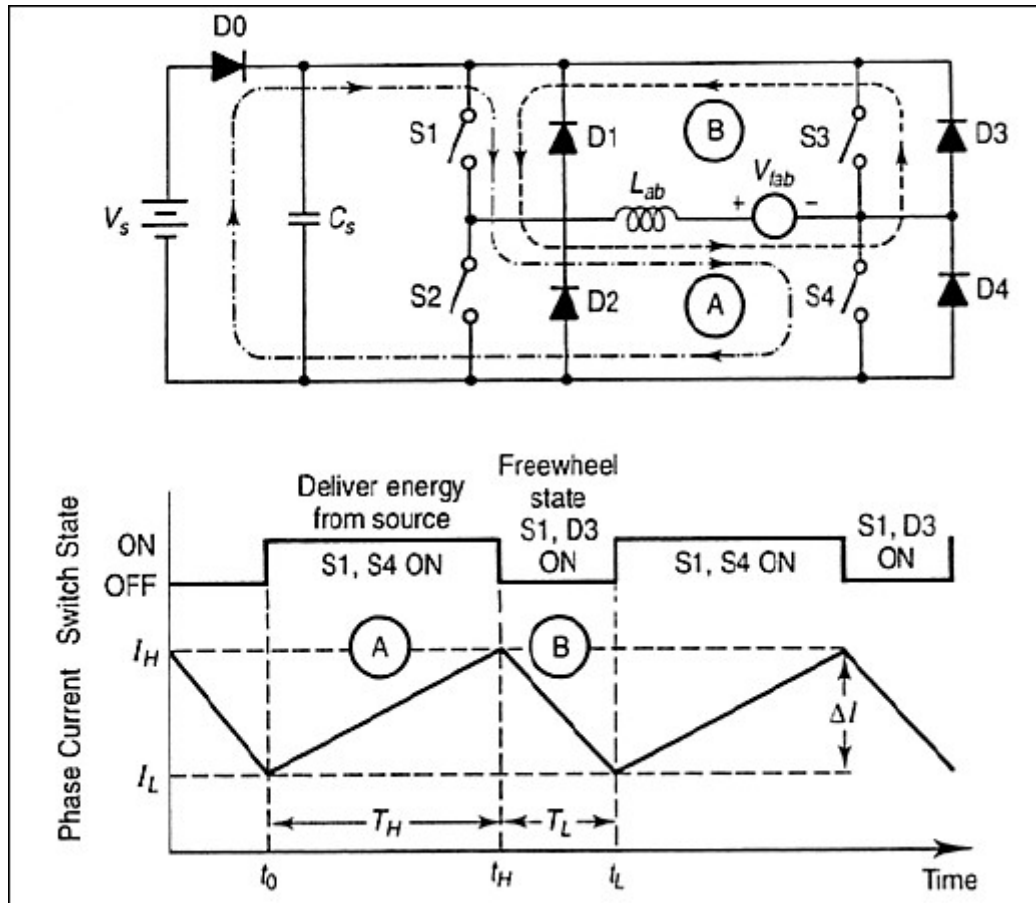 D0
S1
D1
B
S3
D3
L_ab
V_fab
+
−
V_s
C_s
S2
D2
A
S4
D4
Freewheel
Deliver energy
state
from source
S1, D3
S1, D3
ON
S1, S4 ON
ON
S1, S4 ON
ON
OFF
Switch State
Phase Current
I_H
A
B
ΔI
I_L
T_H
T_L
t_0
t_H
t_L
Time